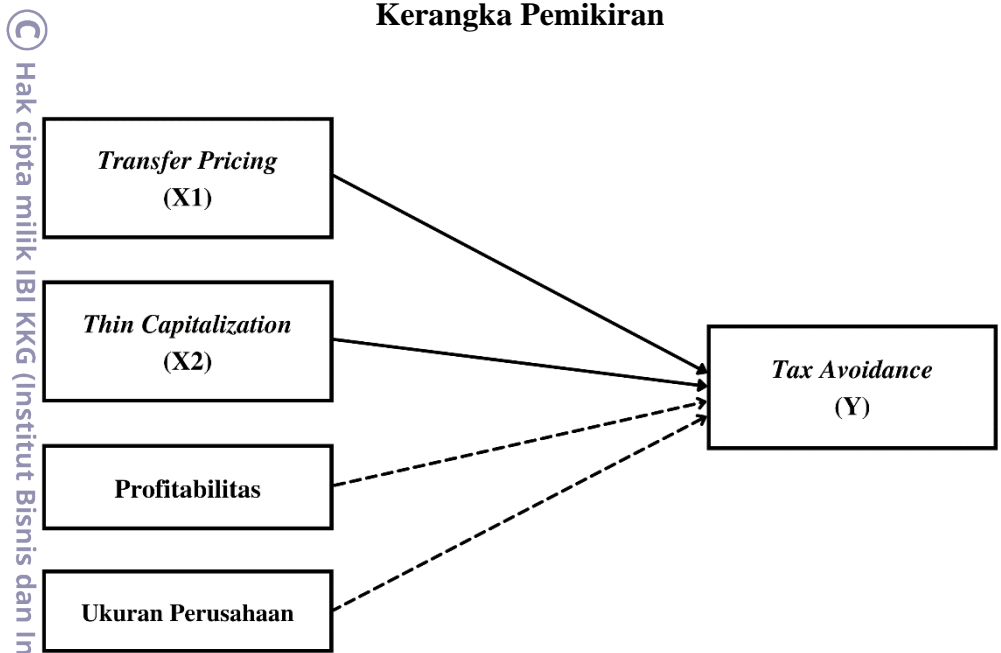 Kerangka Pemikiran
© Hak cipta milik IBI KKG (Institut Bisnis dan In
Transfer Pricing
(X1)
Thin Capitalization
(X2)
Profitabilitas
Ukuran Perusahaan
Tax Avoidance
(Y)